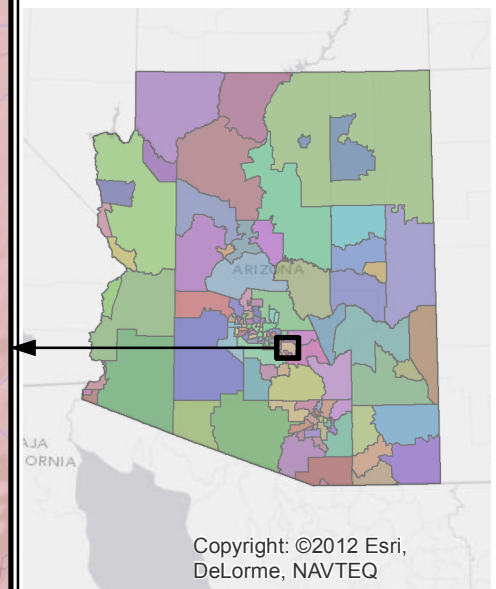 ARIZONA
AJA
ORNIA
Copyright: ©2012 Esri,
DeLorme, NAVTEQ